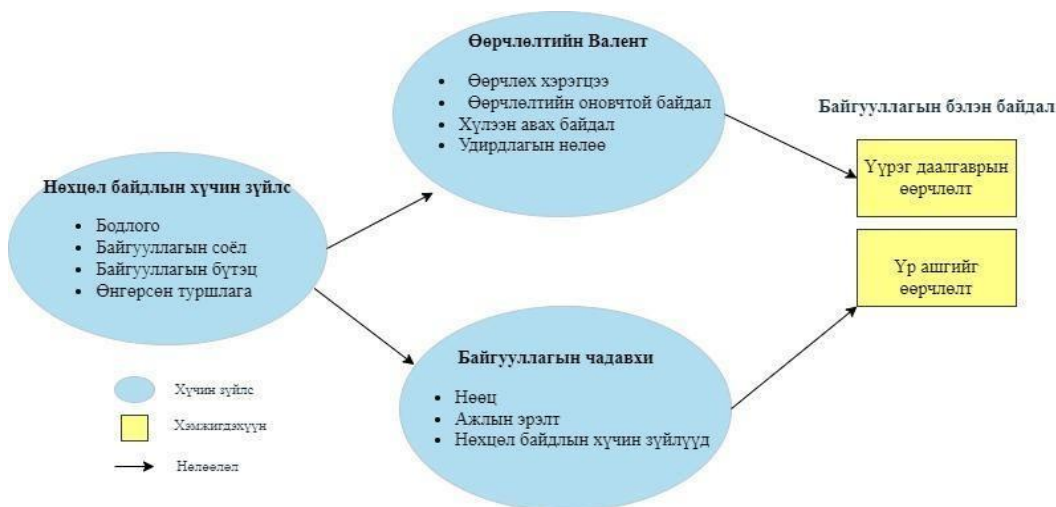 Өөрчлөлтийн Валент
• Өөрчлөх хэрэгцээ
• Өөрчлөлтийн оновчтой байдал
• Хүлээн авах байдал
• Удирдлагын нөлөө
Байгууллагын бэлэн байдал
Үүрэг даалгаврын
өөрчлөлт
Үр ашгийг
өөрчлөлт
Нөхцөл байдлын хүчин зүйлс
• Бодлого
• Байгууллагын соёл
• Байгууллагын бүтэц
• Өнгөрсөн туршлага
Байгууллагын чадавхи
• Нөөц
• Ажлын эрэлт
• Нөхцөл байдлын хүчин зүйлүүд
Хүчин зүйлс
Хэмжигдэхүүн
Нөлөөлөл